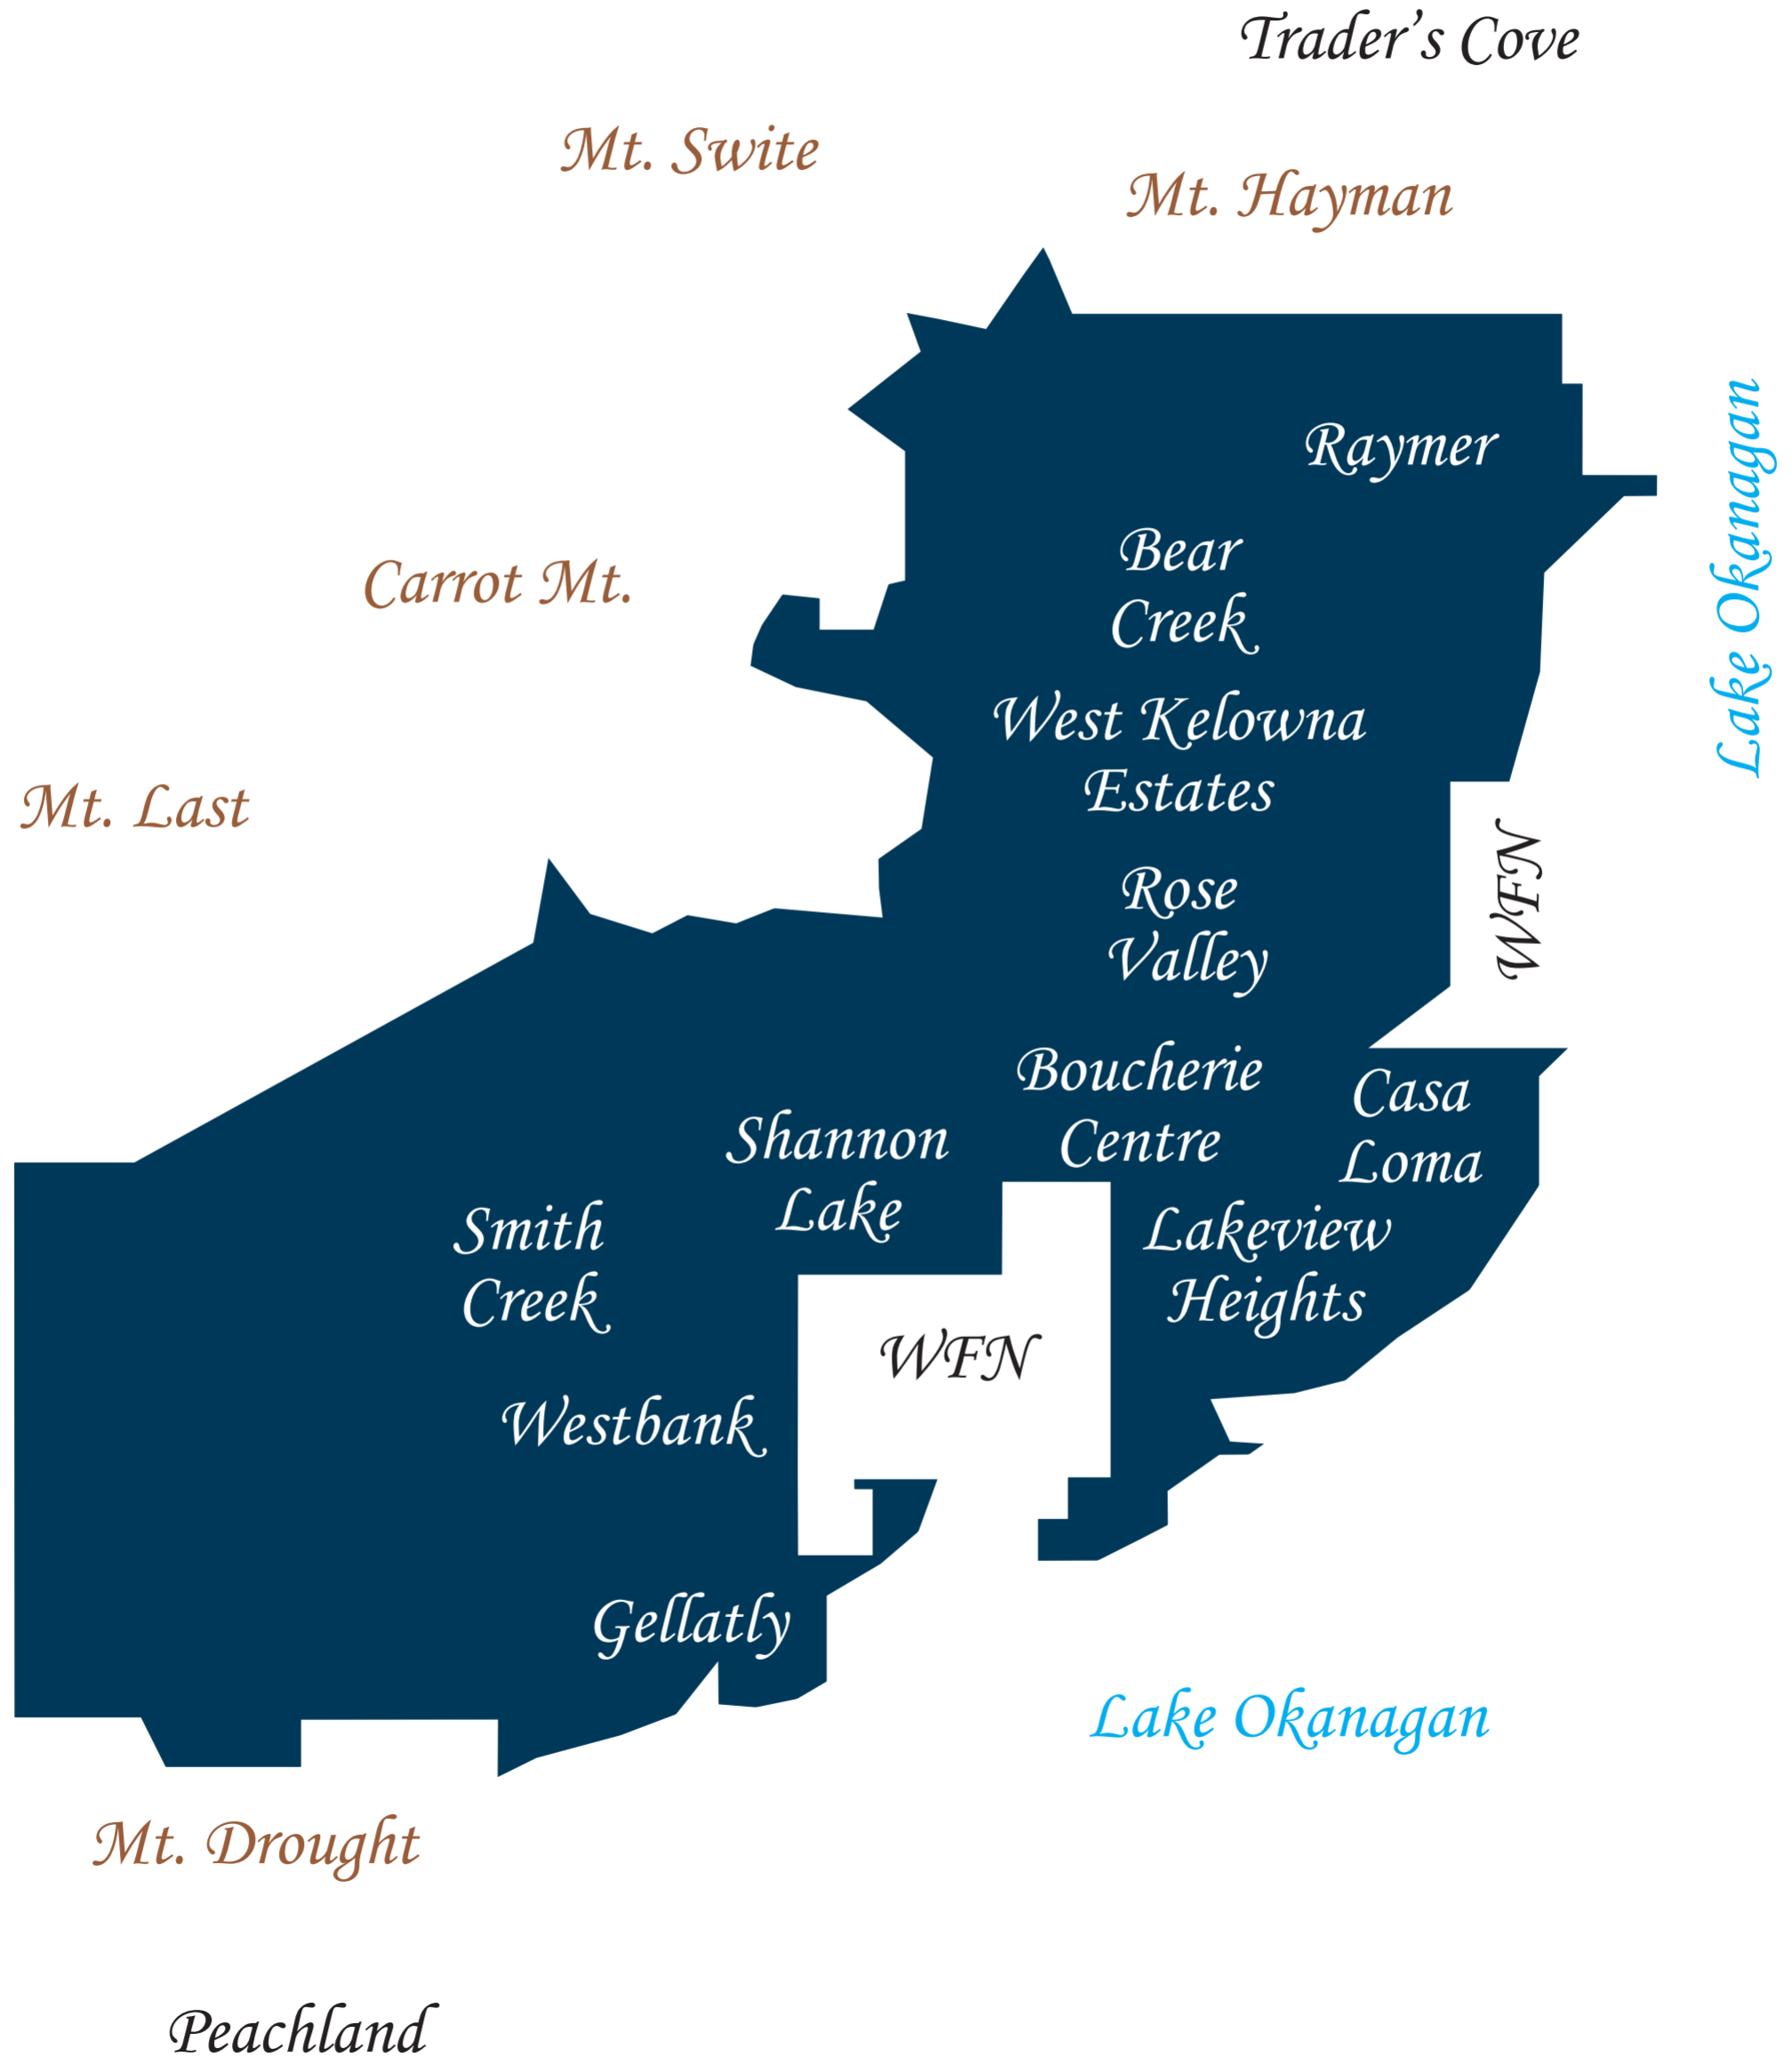 Trader's Cove
Mt. Swite
Mt. Hayman
Raymer
Lake Okanagan
Bear
Creek
Carrot Mt.
West Kelowna
Estates
Mt. Last
Rose
Valley
WFN
Boucherie
Centre
Casa
Loma
Shannon
Lake
Smith
Creek
Lakeview
Heights
WFN
Westbank
Gellatly
Lake Okanagan
Mt. Drought
Peachland